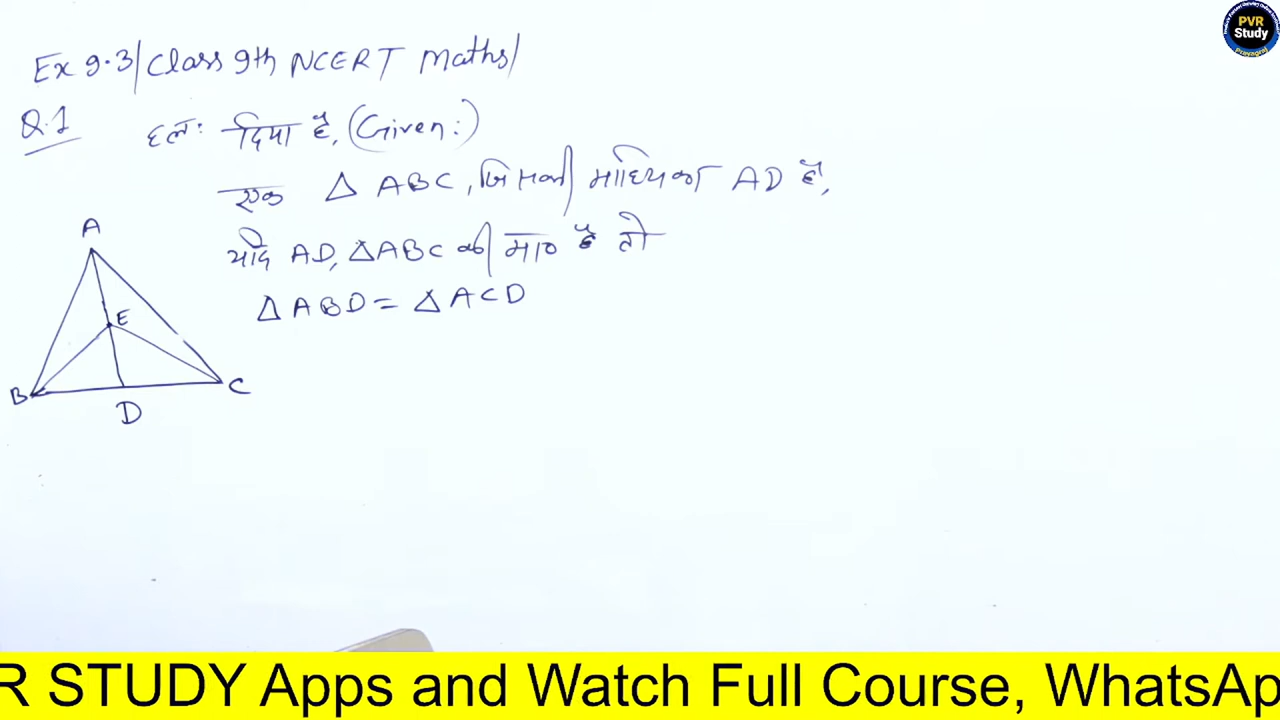 PVR
Study
Prayagraj
Ex 9.3/Class 9th NCERT Maths/
Q.1
हल: दिया है, (Given:)
एक △ ABC, जिसकी माध्यिका AD है,
यदि AD, △ABC की माध्य है तो
△ABD = △ACD
A
E
B
C
D
R STUDY Apps and Watch Full Course, WhatsAp